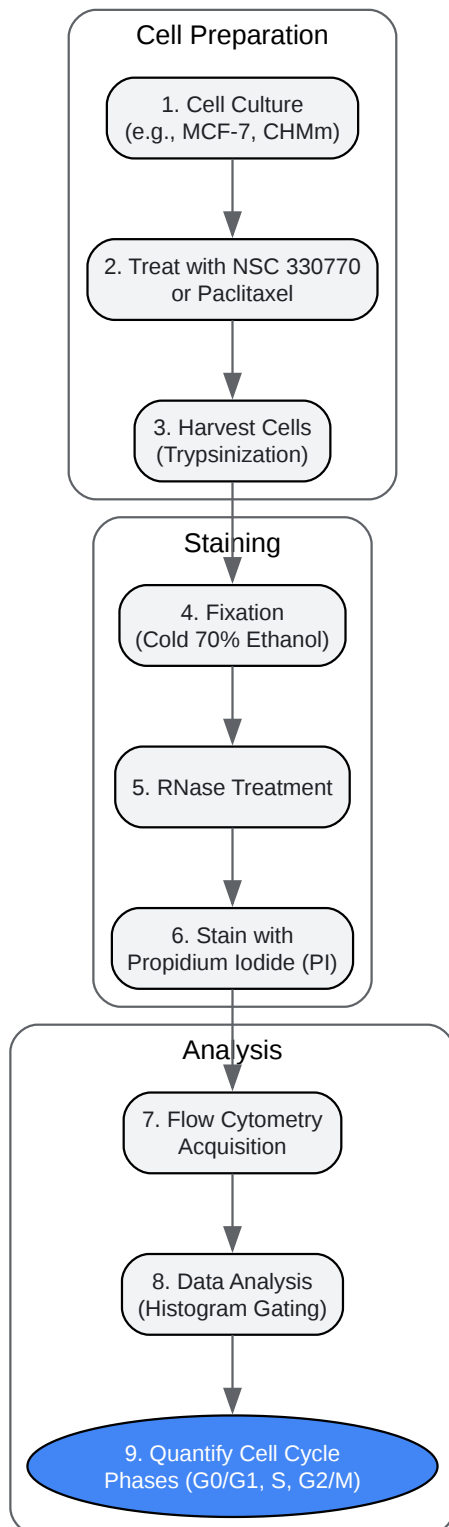 Cell Preparation
1. Cell Culture
(e.g., MCF-7, CHMm)
2. Treat with NSC 330770
or Paclitaxel
3. Harvest Cells
(Trypsinization)
Staining
4. Fixation
(Cold 70% Ethanol)
5. RNase Treatment
6. Stain with
Propidium Iodide (PI)
Analysis
7. Flow Cytometry
Acquisition
8. Data Analysis
(Histogram Gating)
9. Quantify Cell Cycle
Phases (G0/G1, S, G2/M)